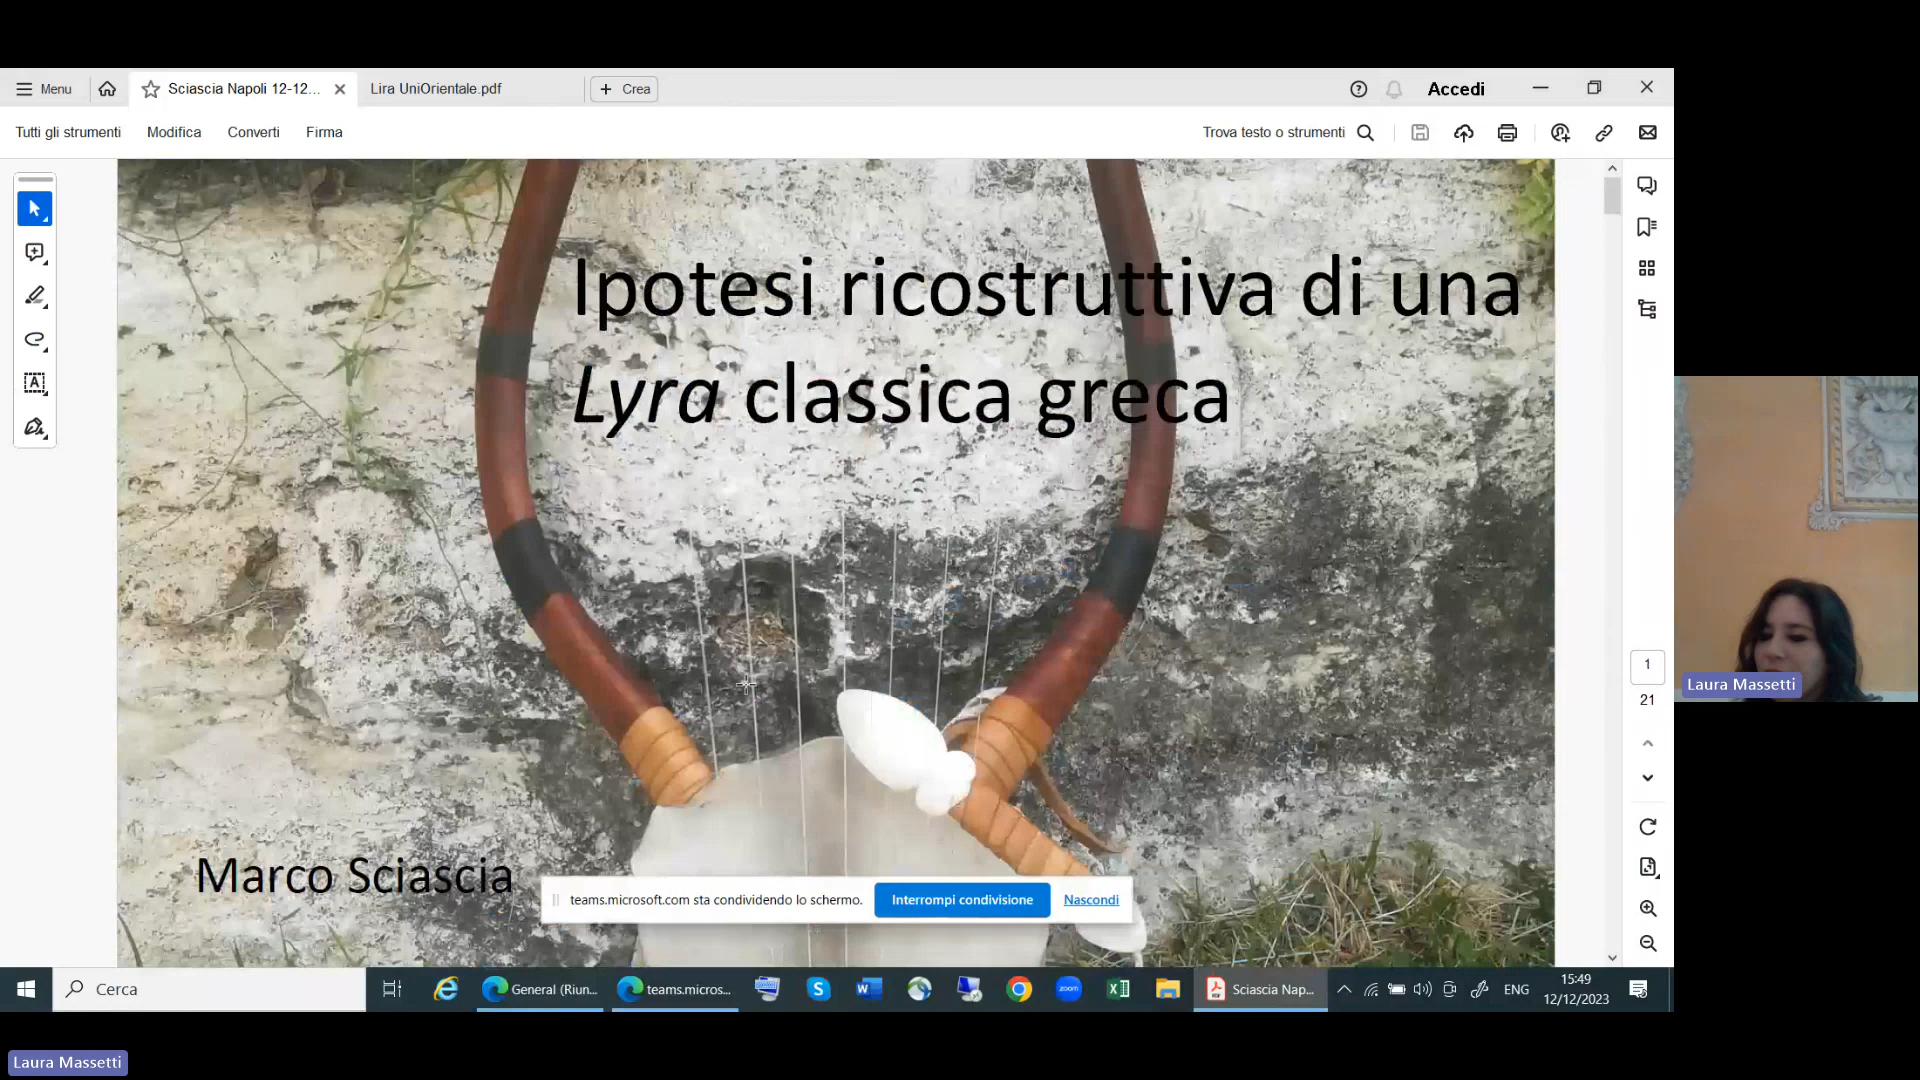 Menu
Sciascia Napoli 12-12...
Lira UniOrientale.pdf
Crea
Accedi
Tutti gli strumenti
Modifica
Converti
Firma
Trova testo o strumenti
Ipotesi ricostruttiva di una
Lyra classica greca
Marco Sciascia
1
21
Laura Massetti
teams.microsoft.com sta condividendo lo schermo.
Interrompi condivisione
Nascondi
Cerca
General (Riun...
teams.micros...
zoom
Sciascia Nap...
ENG
15:49
12/12/2023
Laura Massetti